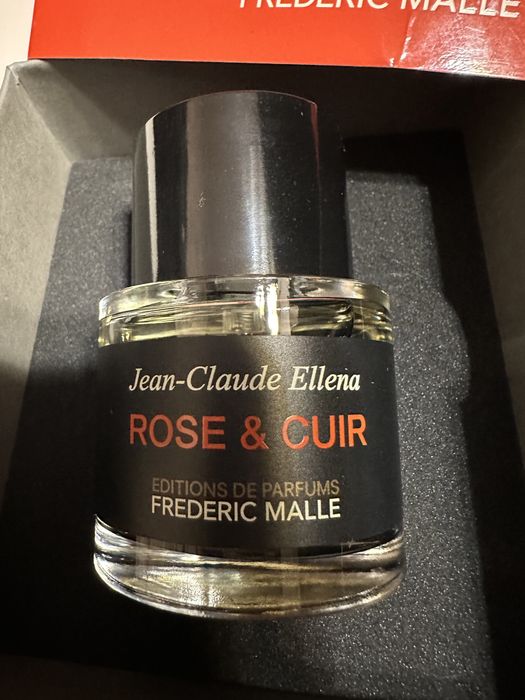 FREDERIC MALLE
Jean-Claude Ellena
ROSE & CUIR
EDITIONS DE PARFUMS
FREDERIC MALLE